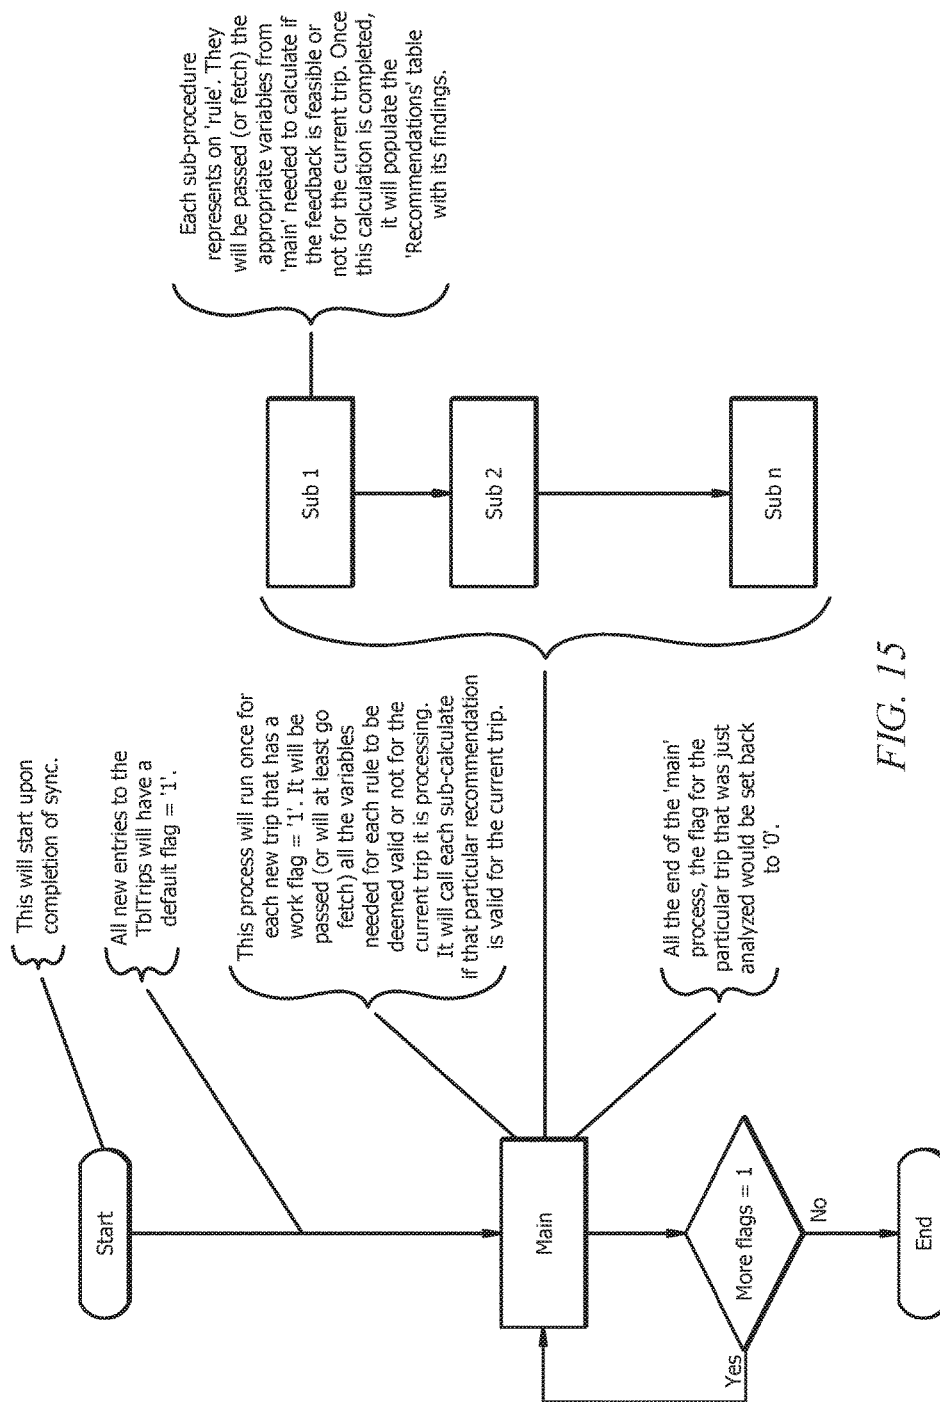 Start
This will start upon
completion of sync.
All new entries to the
TblTrips will have a
default flag = '1'.
This process will run once for
each new trip that has a
work flag = '1'. It will be
passed (or will at least go
fetch) all the variables
needed for each rule to be
deemed valid or not for the
current trip it is processing.
It will call each sub-calculate
if that particular recommendation
is valid for the current trip.
Main
All the end of the 'main'
process, the flag for the
particular trip that was just
analyzed would be set back
to '0'.
More flags = 1
Yes
No
End
Sub 1
Sub 2
Sub n
Each sub-procedure
represents on 'rule'. They
will be passed (or fetch) the
appropriate variables from
'main' needed to calculate if
the feedback is feasible or
not for the current trip. Once
this calculation is completed,
it will populate the
'Recommendations' table
with its findings.
FIG. 15